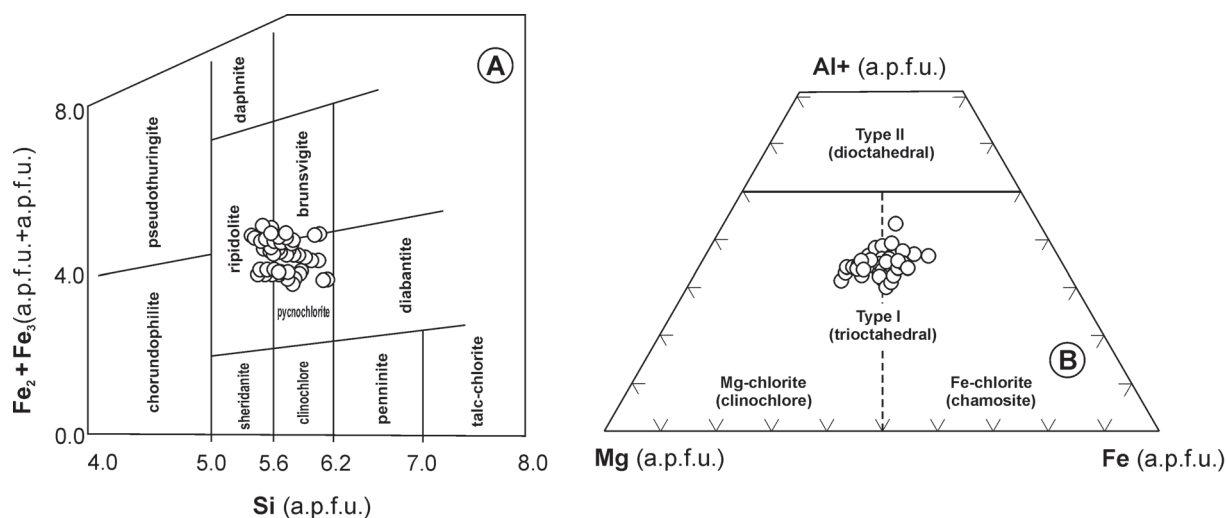 A
daphnite
8.0
pseudothuringite
brunsvigite
ripidolite
Fe₂ + Fe₃(a.p.f.u.+a.p.f.u.)
4.0
diabantite
pycnochlorite
chorundophilite
sheridanite
clinochlore
penninite
talc-chlorite
0.0
4.0 5.0 5.6 6.2 7.0 8.0
Si (a.p.f.u.)
Al+ (a.p.f.u.)
Type II
(dioctahedral)
Type I
(trioctahedral)
B
Mg-chlorite
(clinochlore)
Fe-chlorite
(chamosite)
Mg (a.p.f.u.)
Fe (a.p.f.u.)